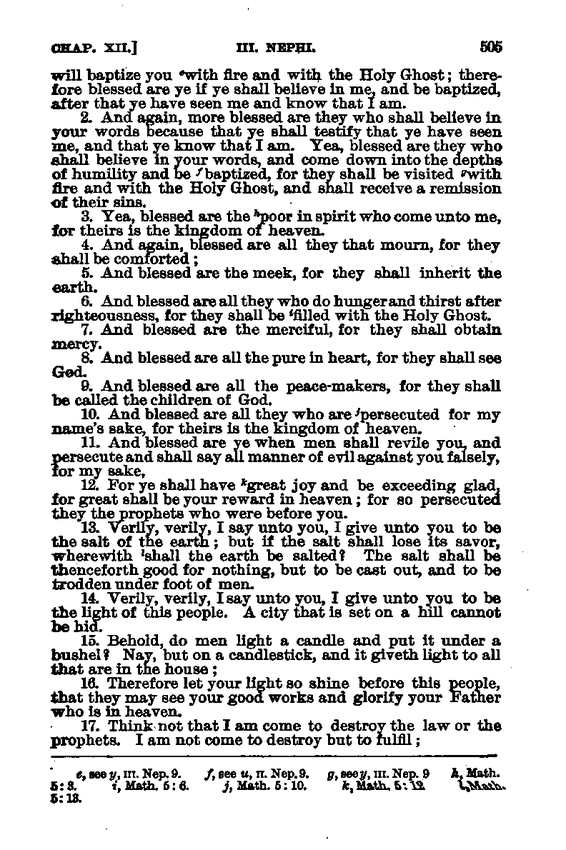 CHAP. XII.] III. NEPHI. 505
will baptize you ᵉwith fire and with the Holy Ghost; there-
fore blessed are ye if ye shall believe in me, and be baptized,
after that ye have seen me and know that I am.
2. And again, more blessed are they who shall believe in
your words because that ye shall testify that ye have seen
me, and that ye know that I am. Yea, blessed are they who
shall believe in your words, and come down into the depths
of humility and be ᶠbaptized, for they shall be visited ᵍwith
fire and with the Holy Ghost, and shall receive a remission
of their sins.
3. Yea, blessed are the ʰpoor in spirit who come unto me,
for theirs is the kingdom of heaven.
4. And again, blessed are all they that mourn, for they
shall be comforted;
5. And blessed are the meek, for they shall inherit the
earth.
6. And blessed are all they who do hunger and thirst after
righteousness, for they shall be ⁱfilled with the Holy Ghost.
7. And blessed are the merciful, for they shall obtain
mercy.
8. And blessed are all the pure in heart, for they shall see
God.
9. And blessed are all the peace-makers, for they shall
be called the children of God.
10. And blessed are all they who are ʲpersecuted for my
name's sake, for theirs is the kingdom of heaven.
11. And blessed are ye when men shall revile you, and
persecute and shall say all manner of evil against you falsely,
for my sake,
12. For ye shall have ᵏgreat joy and be exceeding glad,
for great shall be your reward in heaven; for so persecuted
they the prophets who were before you.
13. Verily, verily, I say unto you, I give unto you to be
the salt of the earth; but if the salt shall lose its savor,
wherewith ˡshall the earth be salted? The salt shall be
thenceforth good for nothing, but to be cast out, and to be
trodden under foot of men.
14. Verily, verily, I say unto you, I give unto you to be
the light of this people. A city that is set on a hill cannot
be hid.
15. Behold, do men light a candle and put it under a
bushel? Nay, but on a candlestick, and it giveth light to all
that are in the house;
16. Therefore let your light so shine before this people,
that they may see your good works and glorify your Father
who is in heaven.
17. Think not that I am come to destroy the law or the
prophets. I am not come to destroy but to fulfil;
e, see y, III. Nep. 9. f, see u, II. Nep. 9. g, see y, III. Nep. 9 h, Math.
5: 3. i, Math. 5: 6. j, Math. 5: 10. k, Math. 5: 12 l, Math.
5: 13.